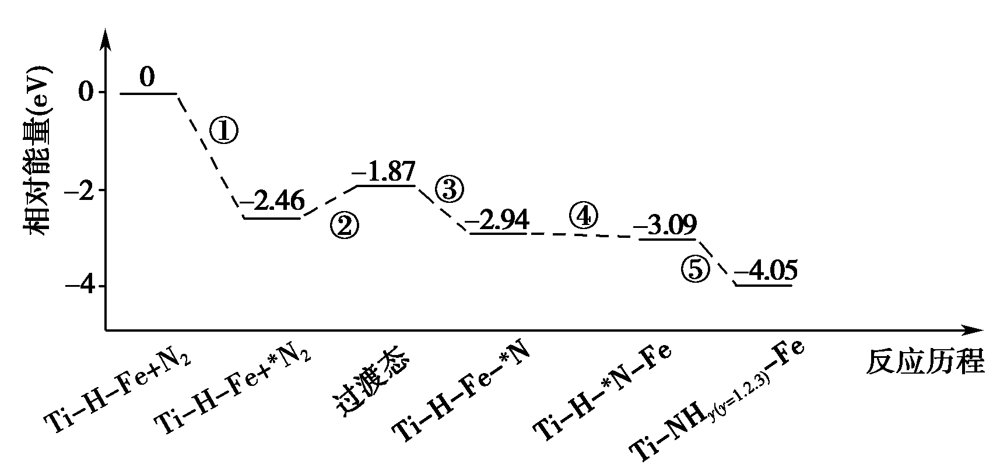 相对能量(eV)
0
−2
−4
0
①
−2.46
②
−1.87
③
−2.94
④
−3.09
⑤
−4.05
Ti−H−Fe+N₂
Ti−H−Fe+*N₂
过渡态
Ti−H−Fe−*N
Ti−H−*N−Fe
Ti−NHy(y=1.2.3)−Fe
反应历程